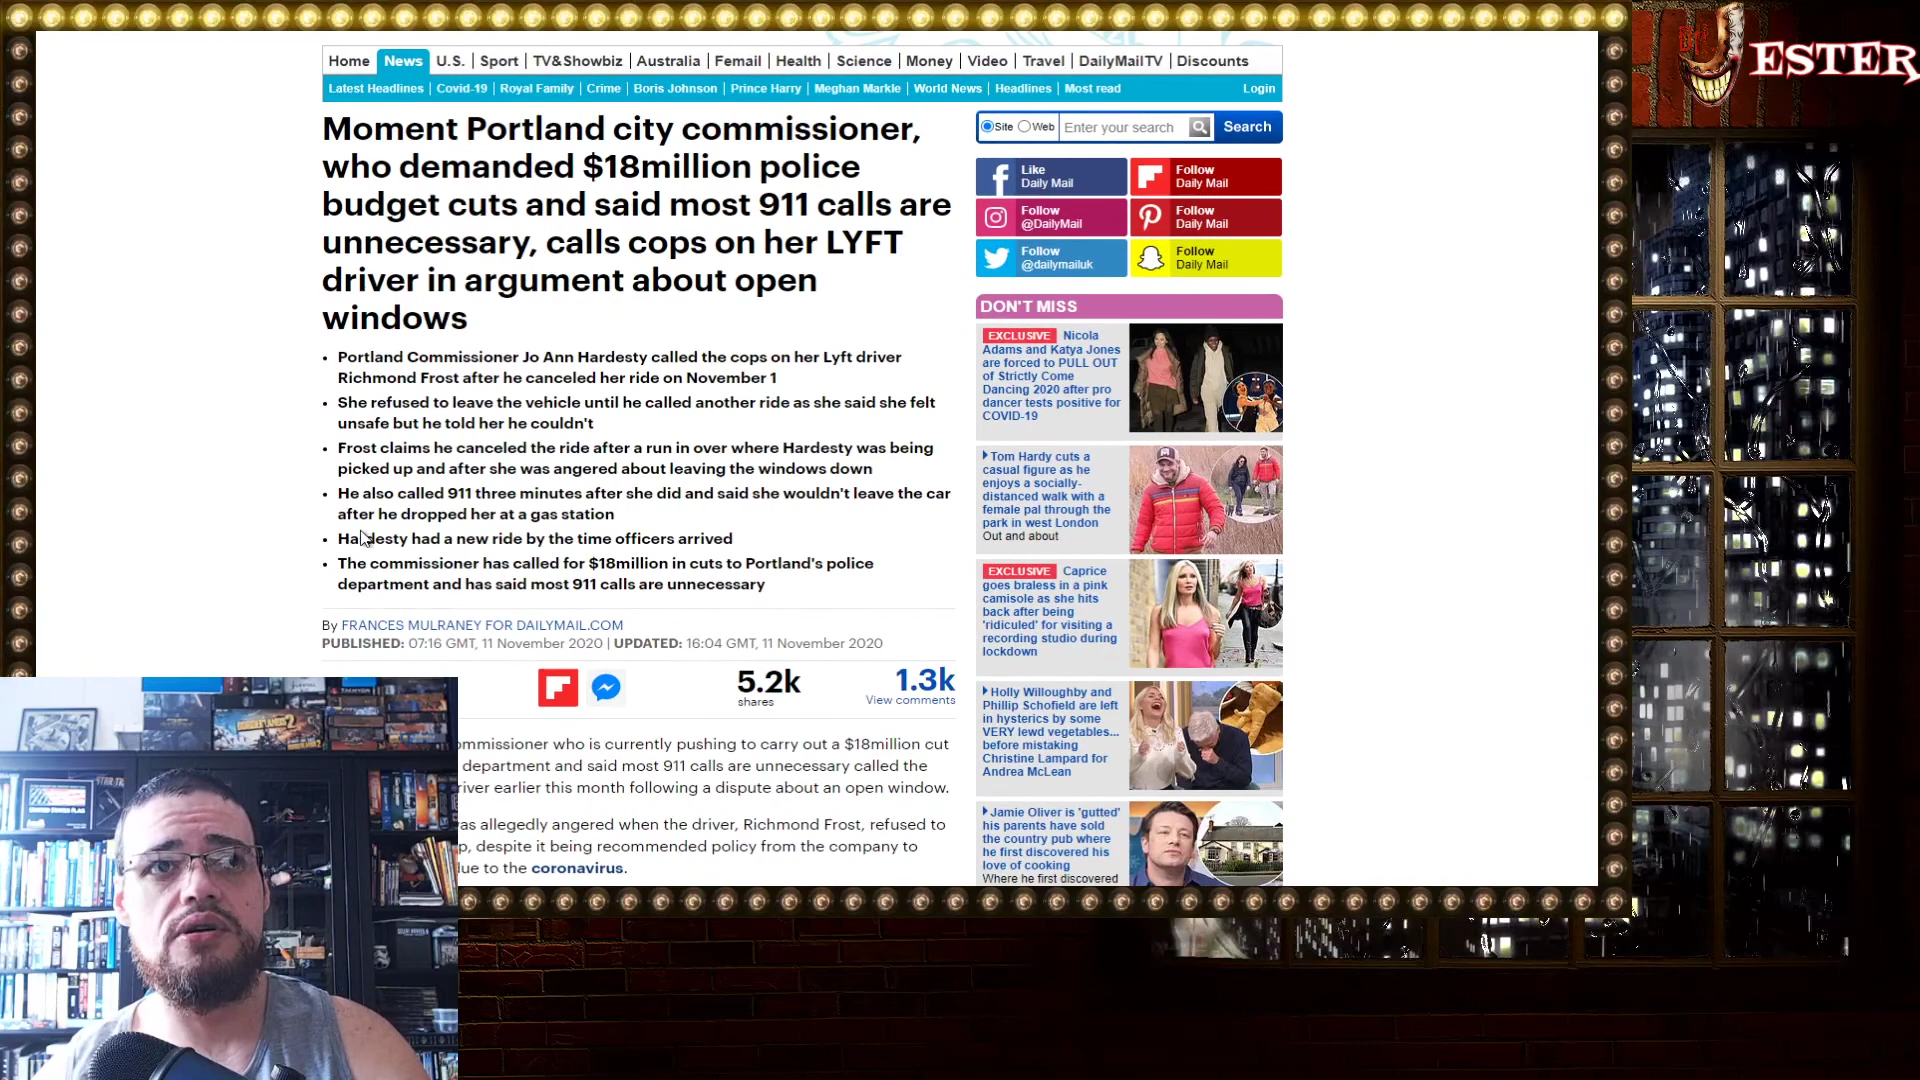 ESTER
Home
News
U.S.
Sport
TV&Showbiz
Australia
Femail
Health
Science
Money
Video
Travel
DailyMailTV
Discounts
Latest Headlines
Covid-19
Royal Family
Crime
Boris Johnson
Prince Harry
Meghan Markle
World News
Headlines
Most read
Login
Moment Portland city commissioner,
who demanded $18million police
budget cuts and said most 911 calls are
unnecessary, calls cops on her LYFT
driver in argument about open
windows
Portland Commissioner Jo Ann Hardesty called the cops on her Lyft driver
Richmond Frost after he canceled her ride on November 1
She refused to leave the vehicle until he called another ride as she said she felt
unsafe but he told her he couldn't
Frost claims he canceled the ride after a run in over where Hardesty was being
picked up and after she was angered about leaving the windows down
He also called 911 three minutes after she did and said she wouldn't leave the car
after he dropped her at a gas station
Hardesty had a new ride by the time officers arrived
The commissioner has called for $18million in cuts to Portland's police
department and has said most 911 calls are unnecessary
By FRANCES MULRANEY FOR DAILYMAIL.COM
PUBLISHED: 07:16 GMT, 11 November 2020 | UPDATED: 16:04 GMT, 11 November 2020
5.2k
shares
1.3k
View comments
ommissioner who is currently pushing to carry out a $18million cut
department and said most 911 calls are unnecessary called the
river earlier this month following a dispute about an open window.
as allegedly angered when the driver, Richmond Frost, refused to
p, despite it being recommended policy from the company to
ue to the coronavirus.
Site
Web
Enter your search
Search
Like
Daily Mail
Follow
Daily Mail
Follow
@DailyMail
Follow
Daily Mail
Follow
@dailymailuk
Follow
Daily Mail
DON'T MISS
EXCLUSIVE Nicola
Adams and Katya Jones
are forced to PULL OUT
of Strictly Come
Dancing 2020 after pro
dancer tests positive for
COVID-19
Tom Hardy cuts a
casual figure as he
enjoys a socially-
distanced walk with a
female pal through the
park in west London
Out and about
EXCLUSIVE Caprice
goes braless in a pink
camisole as she hits
back after being
'ridiculed' for visiting a
recording studio during
lockdown
Holly Willoughby and
Phillip Schofield are left
in hysterics by some
VERY lewd vegetables...
before mistaking
Christine Lampard for
Andrea McLean
Jamie Oliver is 'gutted'
his parents have sold
the country pub where
he first discovered his
love of cooking
Where he first discovered
BORDERLANDS 2